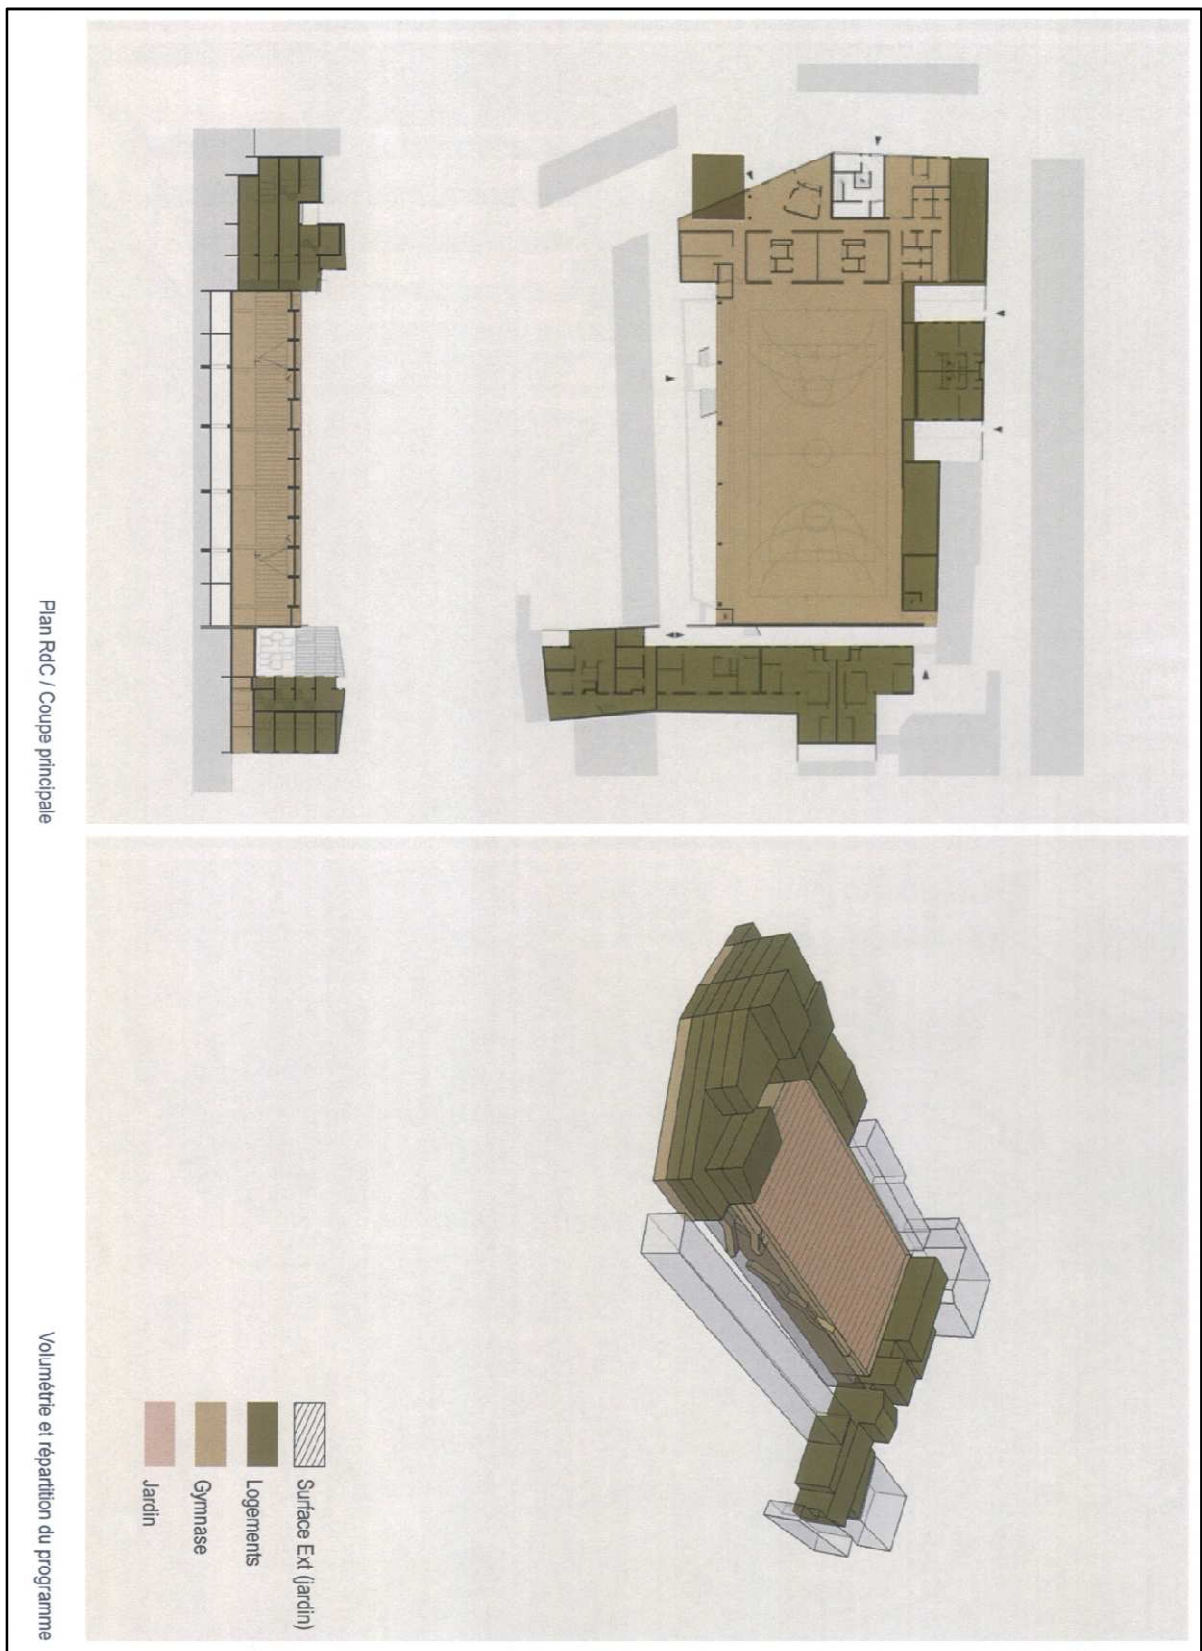 Plan RdC / Coupe principale
Surface Ext (jardin)
Logements
Gymnase
Jardin
Volumétrie et répartition du programme